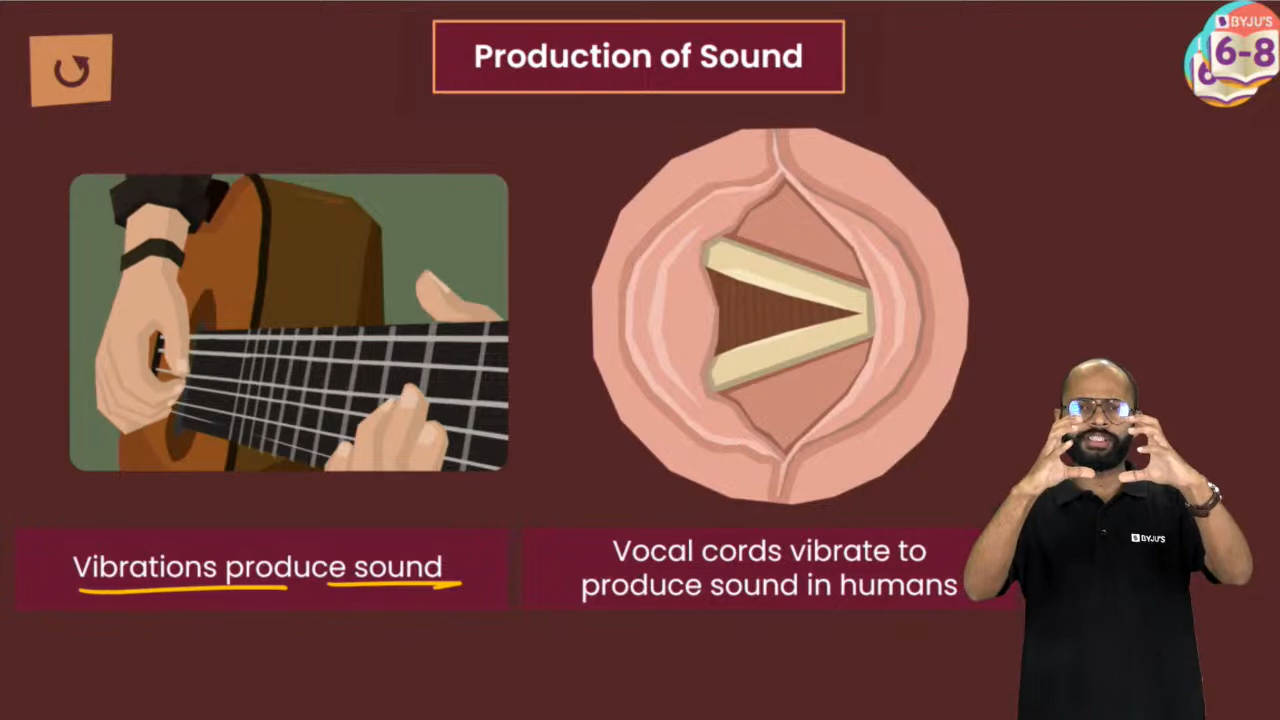 Production of Sound
BYJU'S
6-8
Vibrations produce sound
Vocal cords vibrate to
produce sound in humans
BYJU'S